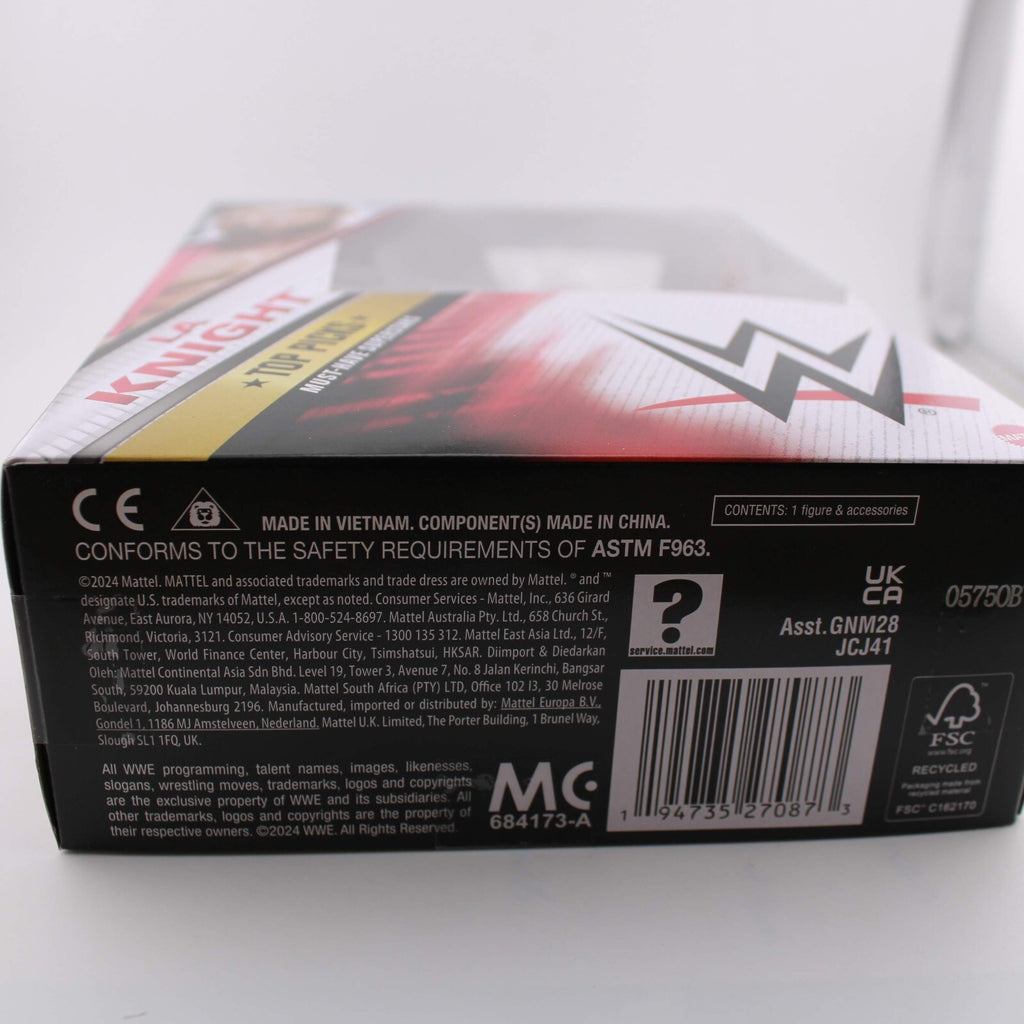 LA
KNIGHT
★ TOP PICKS ★
MUST-HAVE SUPERSTARS
W
®
CE
MADE IN VIETNAM. COMPONENT(S) MADE IN CHINA.
CONTENTS: 1 figure & accessories
CONFORMS TO THE SAFETY REQUIREMENTS OF ASTM F963.
©2024 Mattel. MATTEL and associated trademarks and trade dress are owned by Mattel. ® and ™
designate U.S. trademarks of Mattel, except as noted. Consumer Services - Mattel, Inc., 636 Girard
Avenue, East Aurora, NY 14052, U.S.A. 1-800-524-8697. Mattel Australia Pty. Ltd., 658 Church St.,
Richmond, Victoria, 3121. Consumer Advisory Service - 1300 135 312. Mattel East Asia Ltd., 12/F,
South Tower, World Finance Center, Harbour City, Tsimshatsui, HKSAR. Diimport & Diedarkan
Oleh: Mattel Continental Asia Sdn Bhd. Level 19, Tower 3, Avenue 7, No. 8 Jalan Kerinchi, Bangsar
South, 59200 Kuala Lumpur, Malaysia. Mattel South Africa (PTY) LTD, Office 102 I3, 30 Melrose
Boulevard, Johannesburg 2196. Manufactured, imported or distributed by: Mattel Europa B.V.,
Gondel 1, 1186 MJ Amstelveen, Nederland. Mattel U.K. Limited, The Porter Building, 1 Brunel Way,
Slough SL1 1FQ, UK.
All WWE programming, talent names, images, likenesses,
slogans, wrestling moves, trademarks, logos and copyrights
are the exclusive property of WWE and its subsidiaries. All
other trademarks, logos and copyrights are the property of
their respective owners. ©2024 WWE. All Rights Reserved.
?
service.mattel.com
UK
CA
05750B
Asst.GNM28
JCJ41
MC
684173-A
1 94735 27087 3
™
FSC
www.fsc.org
RECYCLED
Packaging made from
recycled material
FSC™ C162170